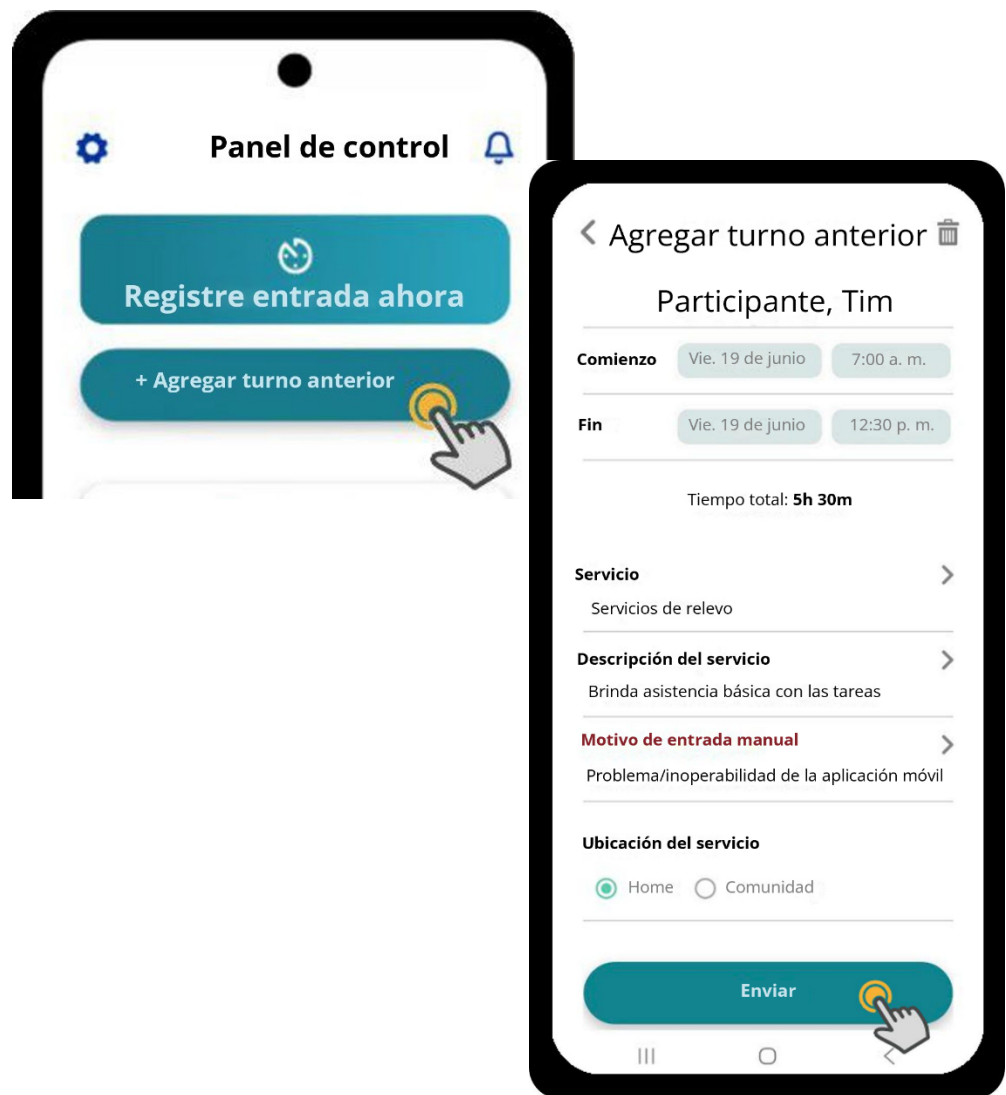 Panel de control
Registre entrada ahora
+ Agregar turno anterior
Agregar turno anterior
Participante, Tim
Comienzo Vie. 19 de junio 7:00 a. m.
Fin Vie. 19 de junio 12:30 p. m.
Tiempo total: 5h 30m
Servicio
Servicios de relevo
Descripción del servicio
Brinda asistencia básica con las tareas
Motivo de entrada manual
Problema/inoperabilidad de la aplicación móvil
Ubicación del servicio
Home Comunidad
Enviar